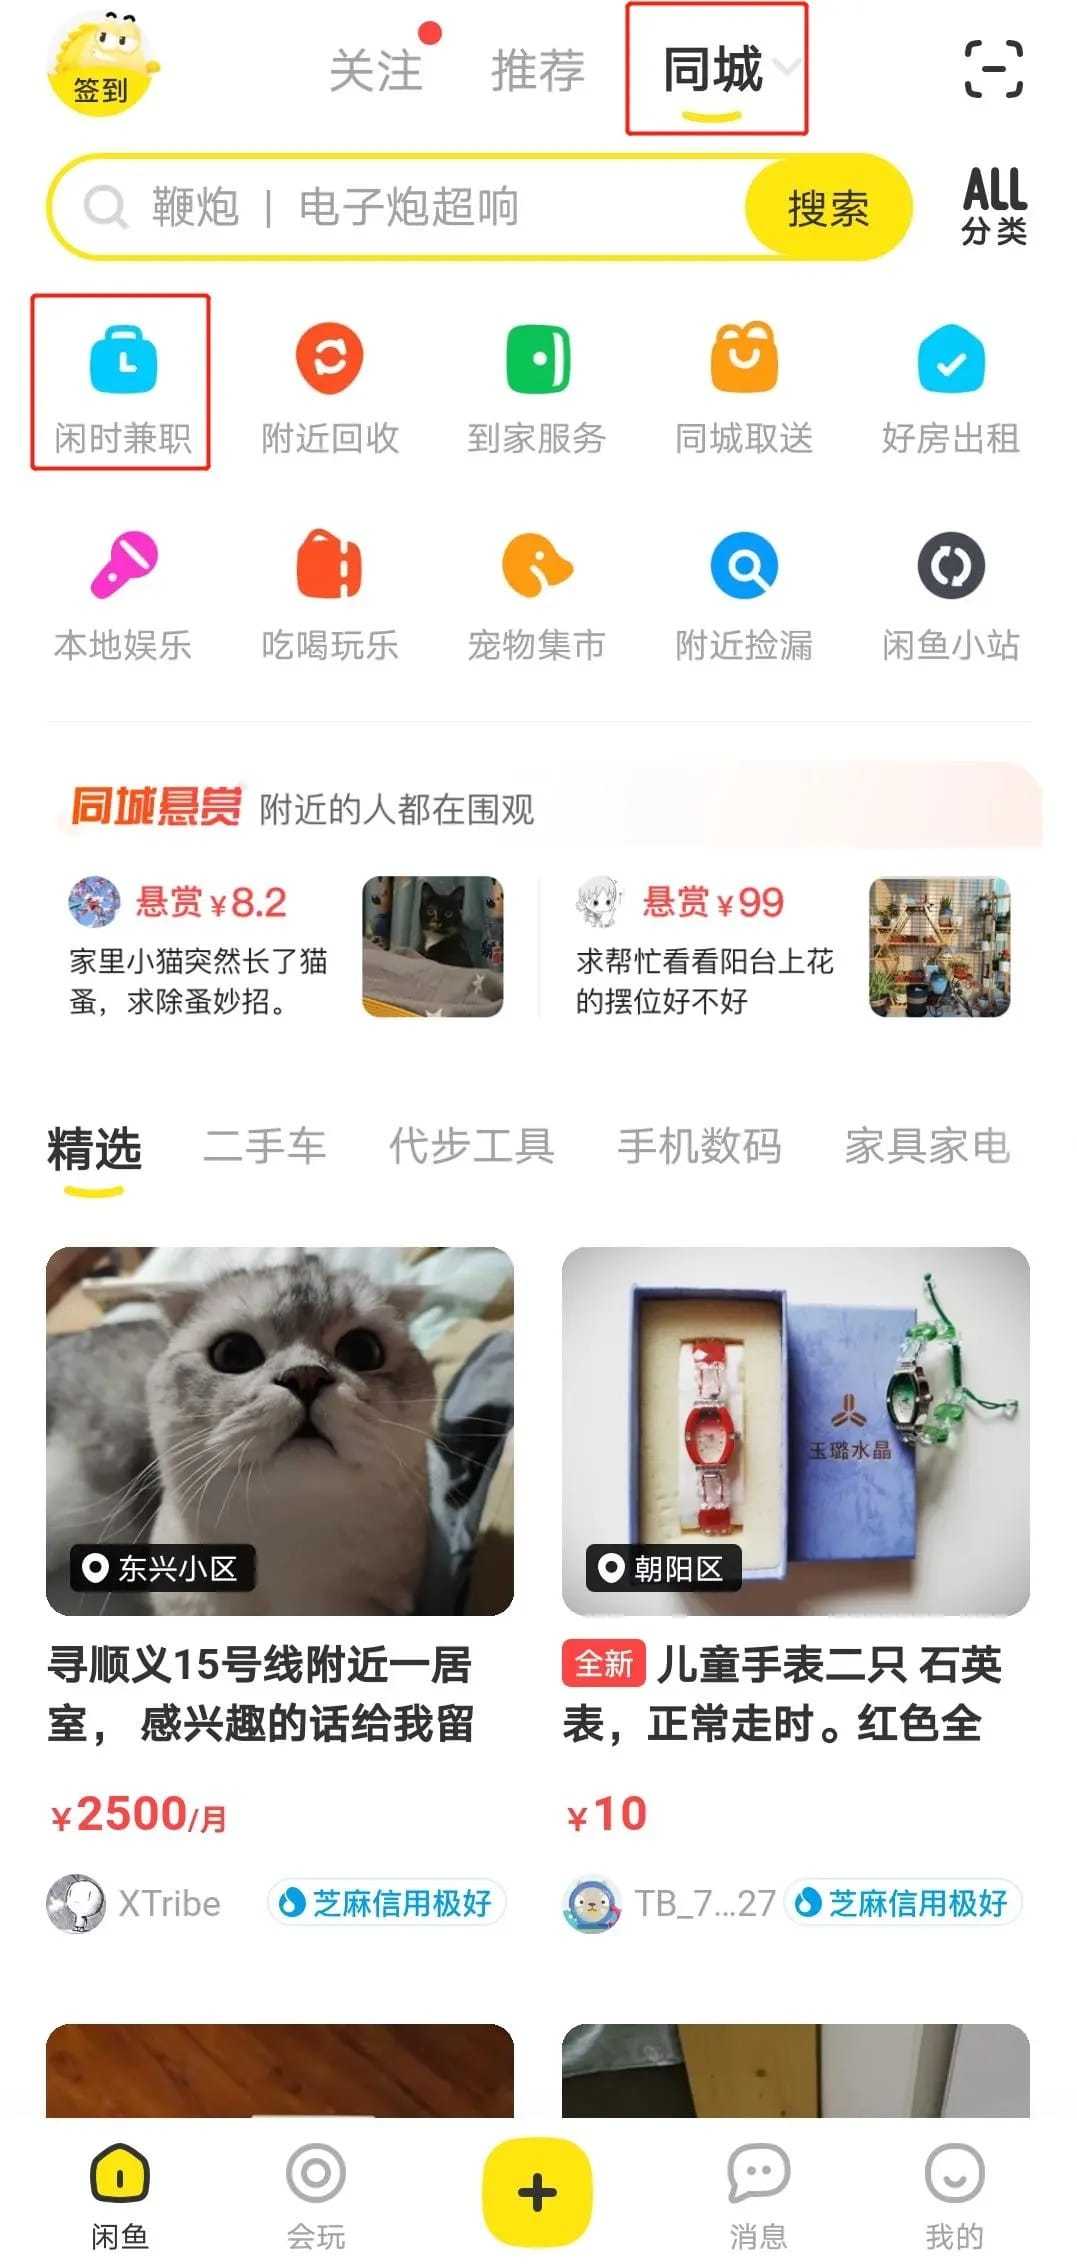 签到
关注 推荐 同城
鞭炮 | 电子炮超响 搜索
ALL
分类
闲时兼职 附近回收 到家服务 同城取送 好房出租
本地娱乐 吃喝玩乐 宠物集市 附近捡漏 闲鱼小站
同城悬赏 附近的人都在围观
悬赏¥8.2
家里小猫突然长了猫
蚤，求除蚤妙招。
悬赏¥99
求帮忙看看阳台上花
的摆位好不好
精选 二手车 代步工具 手机数码 家具家电
东兴小区
寻顺义15号线附近一居
室， 感兴趣的话给我留
¥2500/月
XTribe 芝麻信用极好
玉璐水晶
朝阳区
全新 儿童手表二只 石英
表，正常走时。红色全
¥10
TB_7...27 芝麻信用极好
闲鱼 会玩 消息 我的